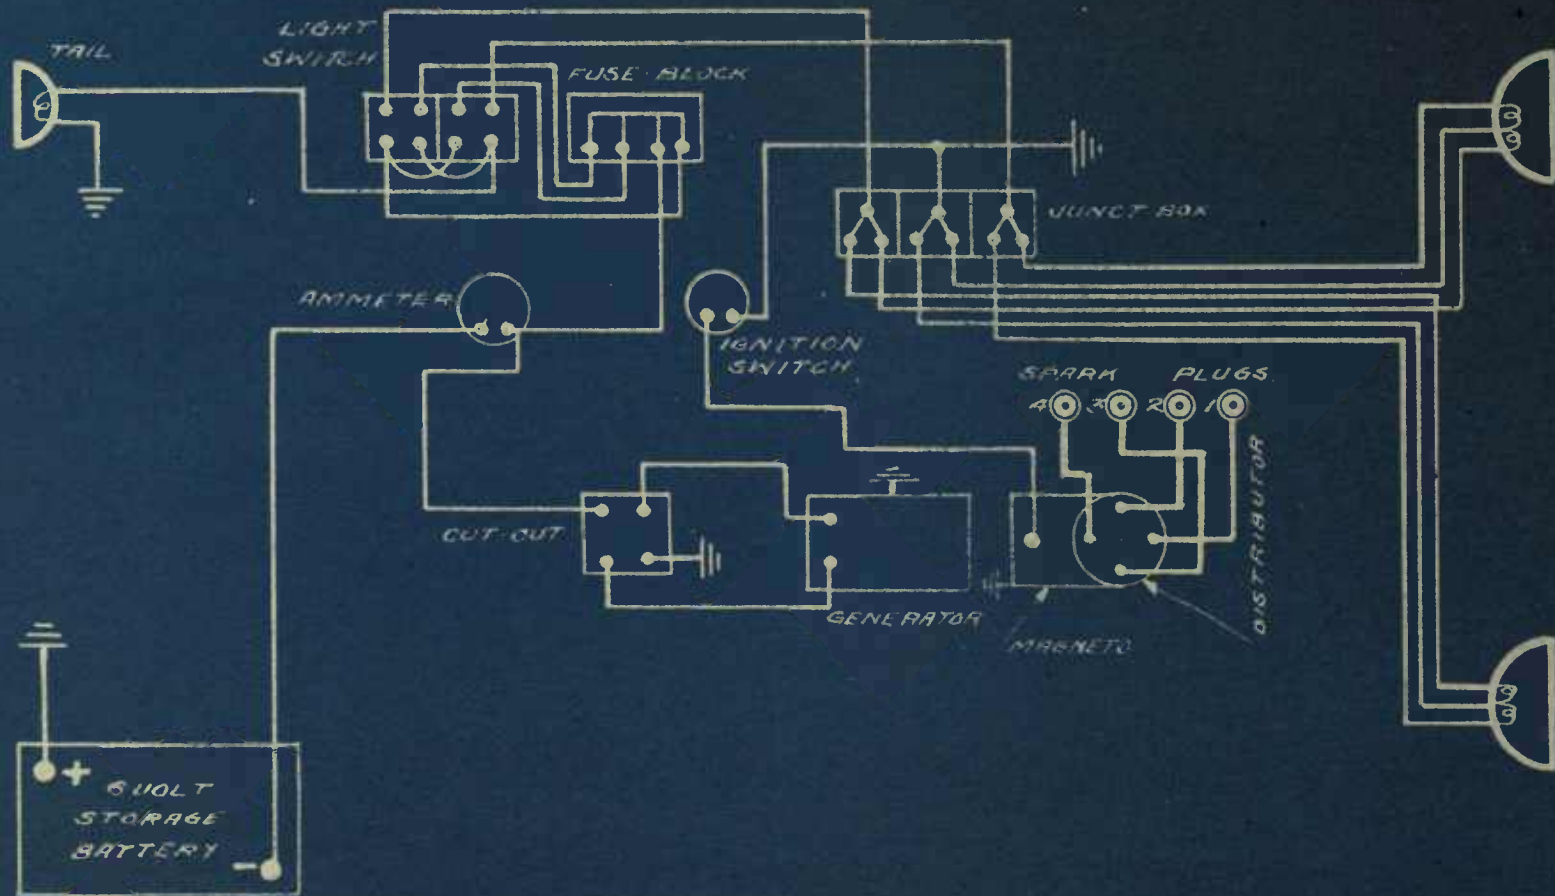 TAIL
LIGHT
SWITCH
FUSE BLOCK
JUNCT. BOX
AMMETER
IGNITION
SWITCH
SPARK PLUGS
4 3 2 1
DISTRIBUTOR
CUT-OUT
GENERATOR
MAGNETO
+ 6 VOLT
STORAGE
BATTERY -